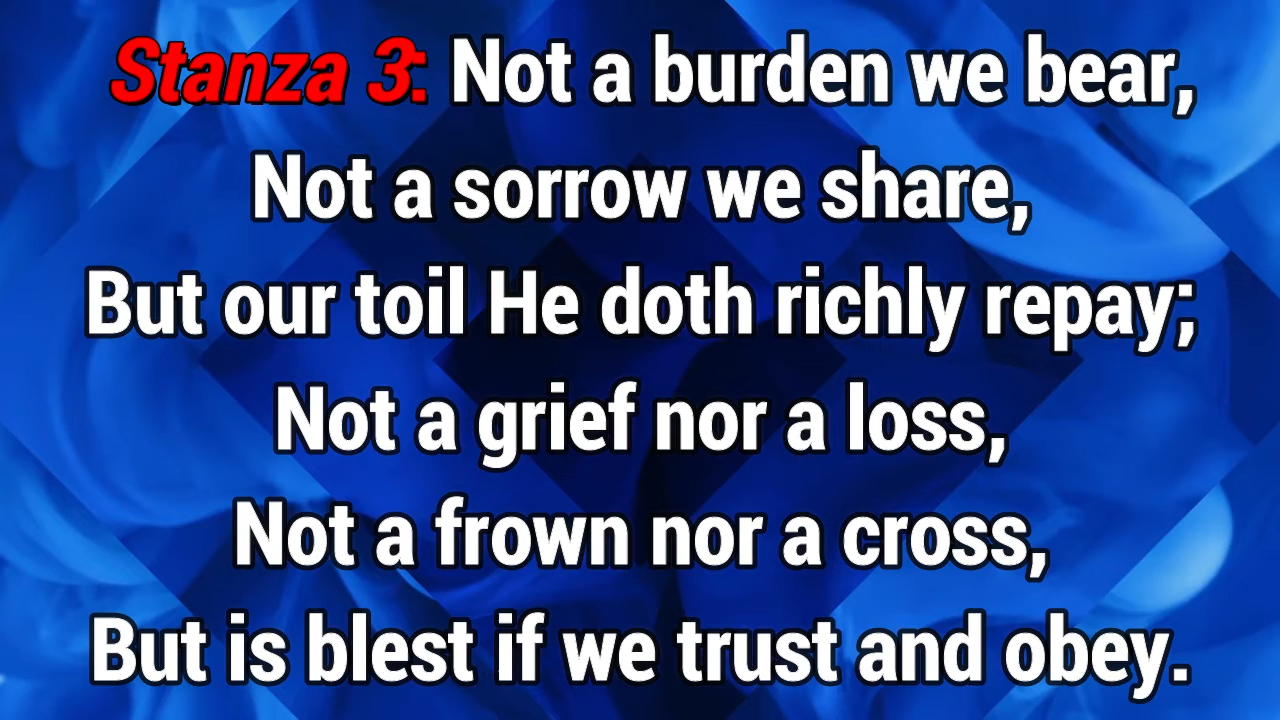 Stanza 3: Not a burden we bear,
Not a sorrow we share,
But our toil He doth richly repay;
Not a grief nor a loss,
Not a frown nor a cross,
But is blest if we trust and obey.